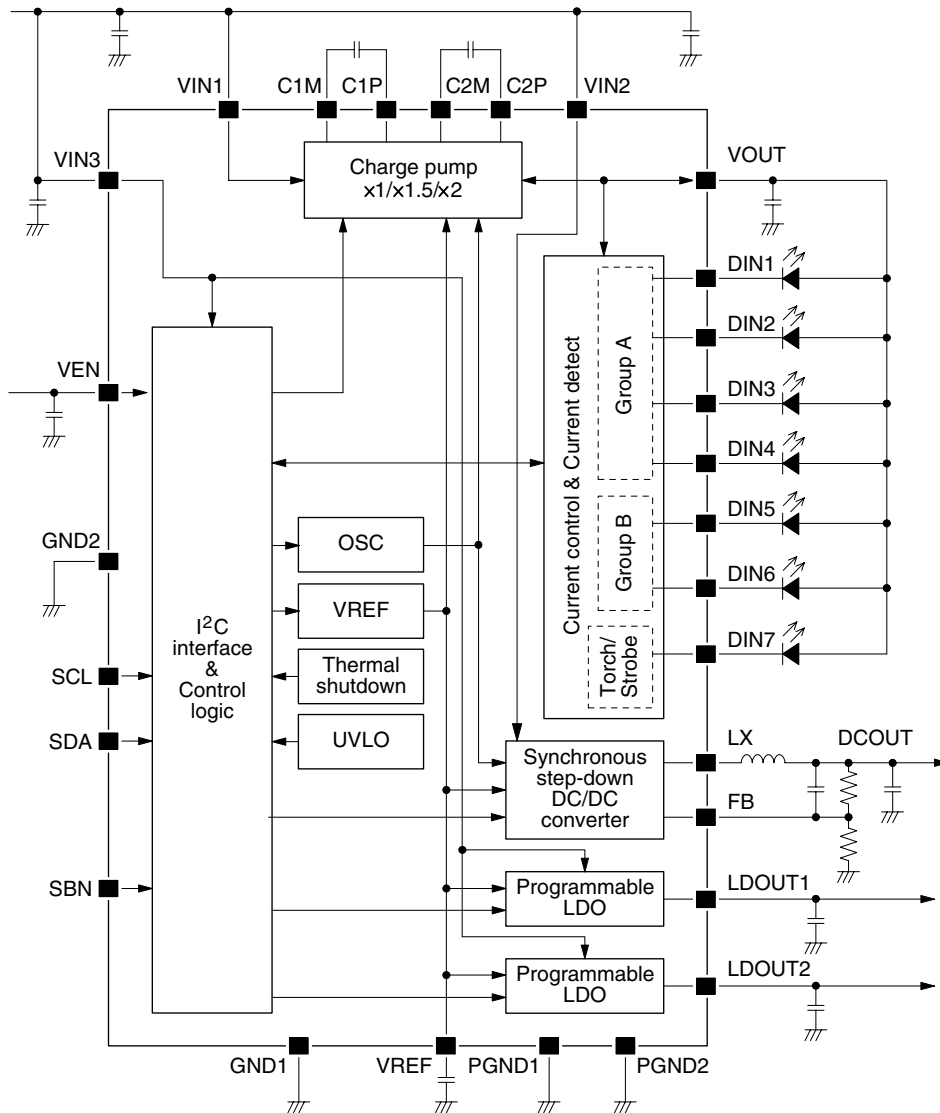 VIN1
C1M
C1P
C2M
C2P
VIN2
VIN3
Charge pump
x1/x1.5/x2
VOUT
DIN1
DIN2
DIN3
DIN4
DIN5
DIN6
DIN7
Current control & Current detect
Group A
Group B
Torch/
Strobe
VEN
GND2
SCL
SDA
SBN
I²C
interface
&
Control
logic
OSC
VREF
Thermal
shutdown
UVLO
Synchronous
step-down
DC/DC
converter
LX
DCOUT
FB
Programmable
LDO
LDOUT1
Programmable
LDO
LDOUT2
GND1
VREF
PGND1
PGND2